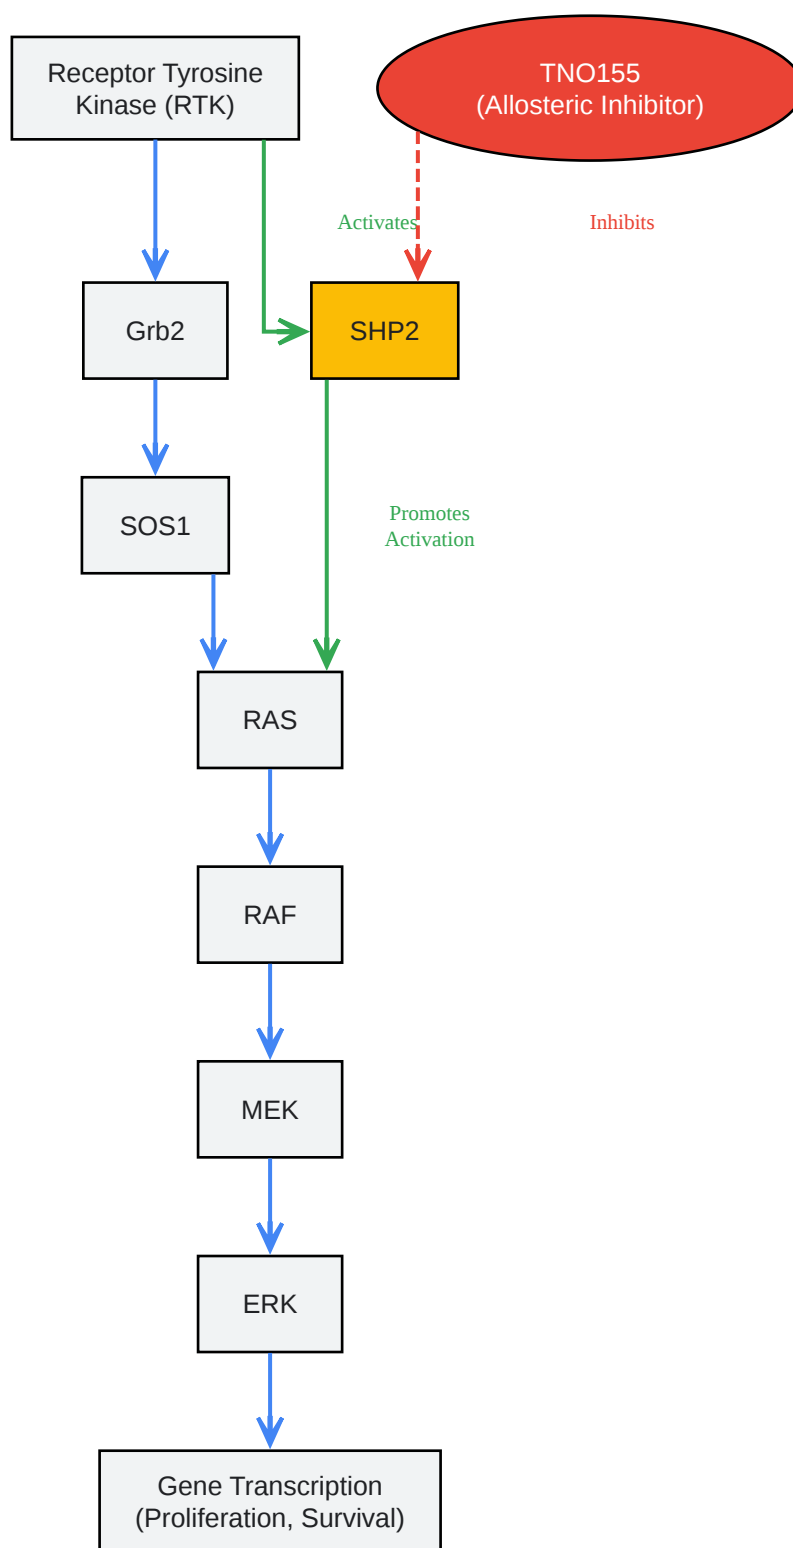 Receptor Tyrosine
Kinase (RTK)
TNO155
(Allosteric Inhibitor)
Activates
Inhibits
Grb2
SHP2
SOS1
Promotes
Activation
RAS
RAF
MEK
ERK
Gene Transcription
(Proliferation, Survival)